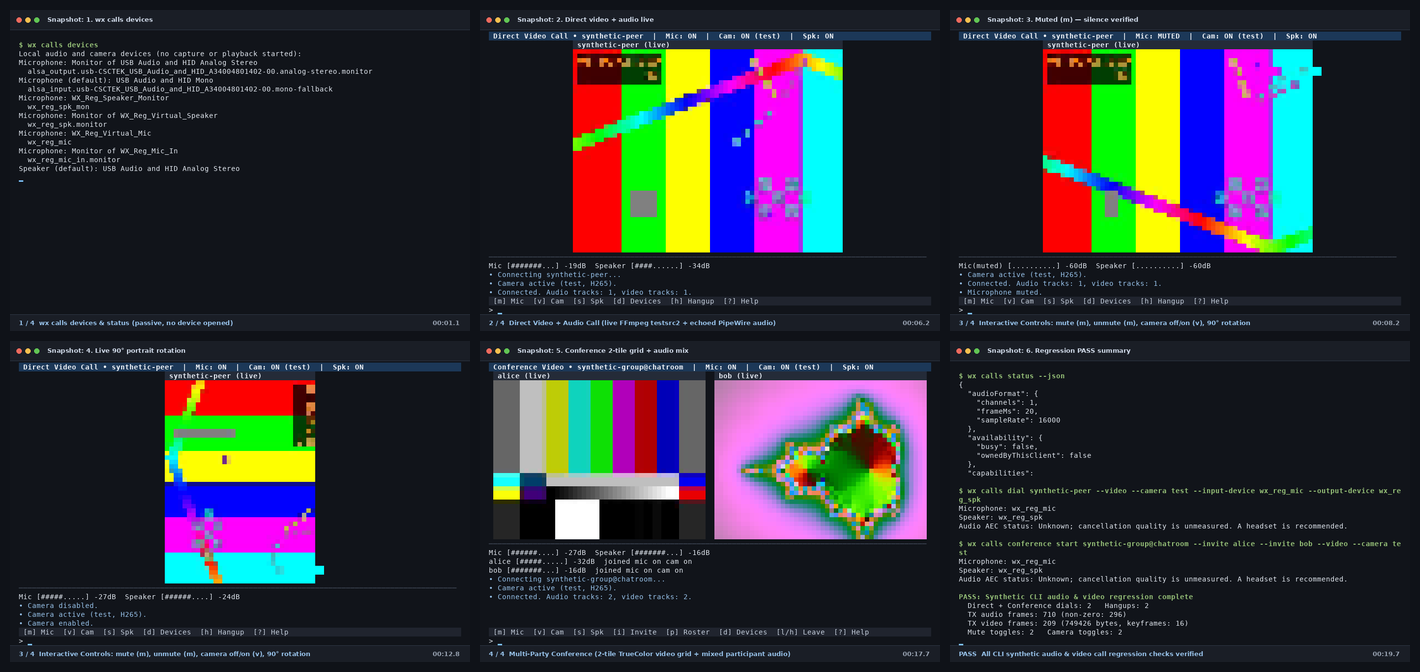 Snapshot: 1. wx calls devices
$ wx calls devices
Local audio and camera devices (no capture or playback started):
Microphone: Monitor of USB Audio and HID Analog Stereo
alsa_output.usb-CSCTEK_USB_Audio_and_HID_A34004801402-00.analog-stereo.monitor
Microphone (default): USB Audio and HID Mono
alsa_input.usb-CSCTEK_USB_Audio_and_HID_A34004801402-00.mono-fallback
Microphone: WX_Reg_Speaker_Monitor
wx_reg_spk_mon
Microphone: Monitor of WX_Reg_Virtual_Speaker
wx_reg_spk.monitor
Microphone: WX_Reg_Virtual_Mic
wx_reg_mic
Microphone: Monitor of WX_Reg_Mic_In
wx_reg_mic_in.monitor
Speaker (default): USB Audio and HID Analog Stereo
1 / 4 wx calls devices & status (passive, no device opened) 00:01.1
Snapshot: 2. Direct video + audio live
Direct Video Call • synthetic-peer | Mic: ON | Cam: ON (test) | Spk: ON
synthetic-peer (live)
Mic [#######...] -19dB Speaker [####......] -34dB
• Connecting synthetic-peer...
• Camera active (test, H265).
• Connected. Audio tracks: 1, video tracks: 1.
[m] Mic [v] Cam [s] Spk [d] Devices [h] Hangup [?] Help
>
2 / 4 Direct Video + Audio Call (live FFmpeg testsrc2 + echoed PipeWire audio) 00:06.2
Snapshot: 3. Muted (m) — silence verified
Direct Video Call • synthetic-peer | Mic: MUTED | Cam: ON (test) | Spk: ON
synthetic-peer (live)
Mic(muted) [..........] -60dB Speaker [..........] -60dB
• Camera active (test, H265).
• Connected. Audio tracks: 1, video tracks: 1.
• Microphone muted.
[m] Mic [v] Cam [s] Spk [d] Devices [h] Hangup [?] Help
>
3 / 4 Interactive Controls: mute (m), unmute (m), camera off/on (v), 90° rotation 00:08.2
Snapshot: 4. Live 90° portrait rotation
Direct Video Call • synthetic-peer | Mic: ON | Cam: ON (test) | Spk: ON
synthetic-peer (live)
Mic [#####.....] -27dB Speaker [######....] -24dB
• Camera disabled.
• Camera active (test, H265).
• Camera enabled.
[m] Mic [v] Cam [s] Spk [d] Devices [h] Hangup [?] Help
>
3 / 4 Interactive Controls: mute (m), unmute (m), camera off/on (v), 90° rotation 00:12.8
Snapshot: 5. Conference 2-tile grid + audio mix
Conference Video • synthetic-group@chatroom | Mic: ON | Cam: ON (test) | Spk: ON
alice (live) bob (live)
Mic [######....] -27dB Speaker [#######...] -16dB
alice [#####.....] -32dB joined mic on cam on
bob [#######...] -16dB joined mic on cam on
• Connecting synthetic-group@chatroom...
• Camera active (test, H265).
• Connected. Audio tracks: 2, video tracks: 2.
[m] Mic [v] Cam [s] Spk [i] Invite [p] Roster [d] Devices [l/h] Leave [?] Help
>
4 / 4 Multi-Party Conference (2-tile TrueColor video grid + mixed participant audio) 00:17.7
Snapshot: 6. Regression PASS summary
$ wx calls status --json
{
"audioFormat": {
"channels": 1,
"frameMs": 20,
"sampleRate": 16000
},
"availability": {
"busy": false,
"ownedByThisClient": false
},
"capabilities":
$ wx calls dial synthetic-peer --video --camera test --input-device wx_reg_mic --output-device wx_re
g_spk
Microphone: wx_reg_mic
Speaker: wx_reg_spk
Audio AEC status: Unknown; cancellation quality is unmeasured. A headset is recommended.
$ wx calls conference start synthetic-group@chatroom --invite alice --invite bob --video --camera te
st
Microphone: wx_reg_mic
Speaker: wx_reg_spk
Audio AEC status: Unknown; cancellation quality is unmeasured. A headset is recommended.
PASS: Synthetic CLI audio & video regression complete
Direct + Conference dials: 2 Hangups: 2
TX audio frames: 710 (non-zero: 296)
TX video frames: 209 (749426 bytes, keyframes: 16)
Mute toggles: 2 Camera toggles: 2
PASS All CLI synthetic audio & video call regression checks verified 00:19.7